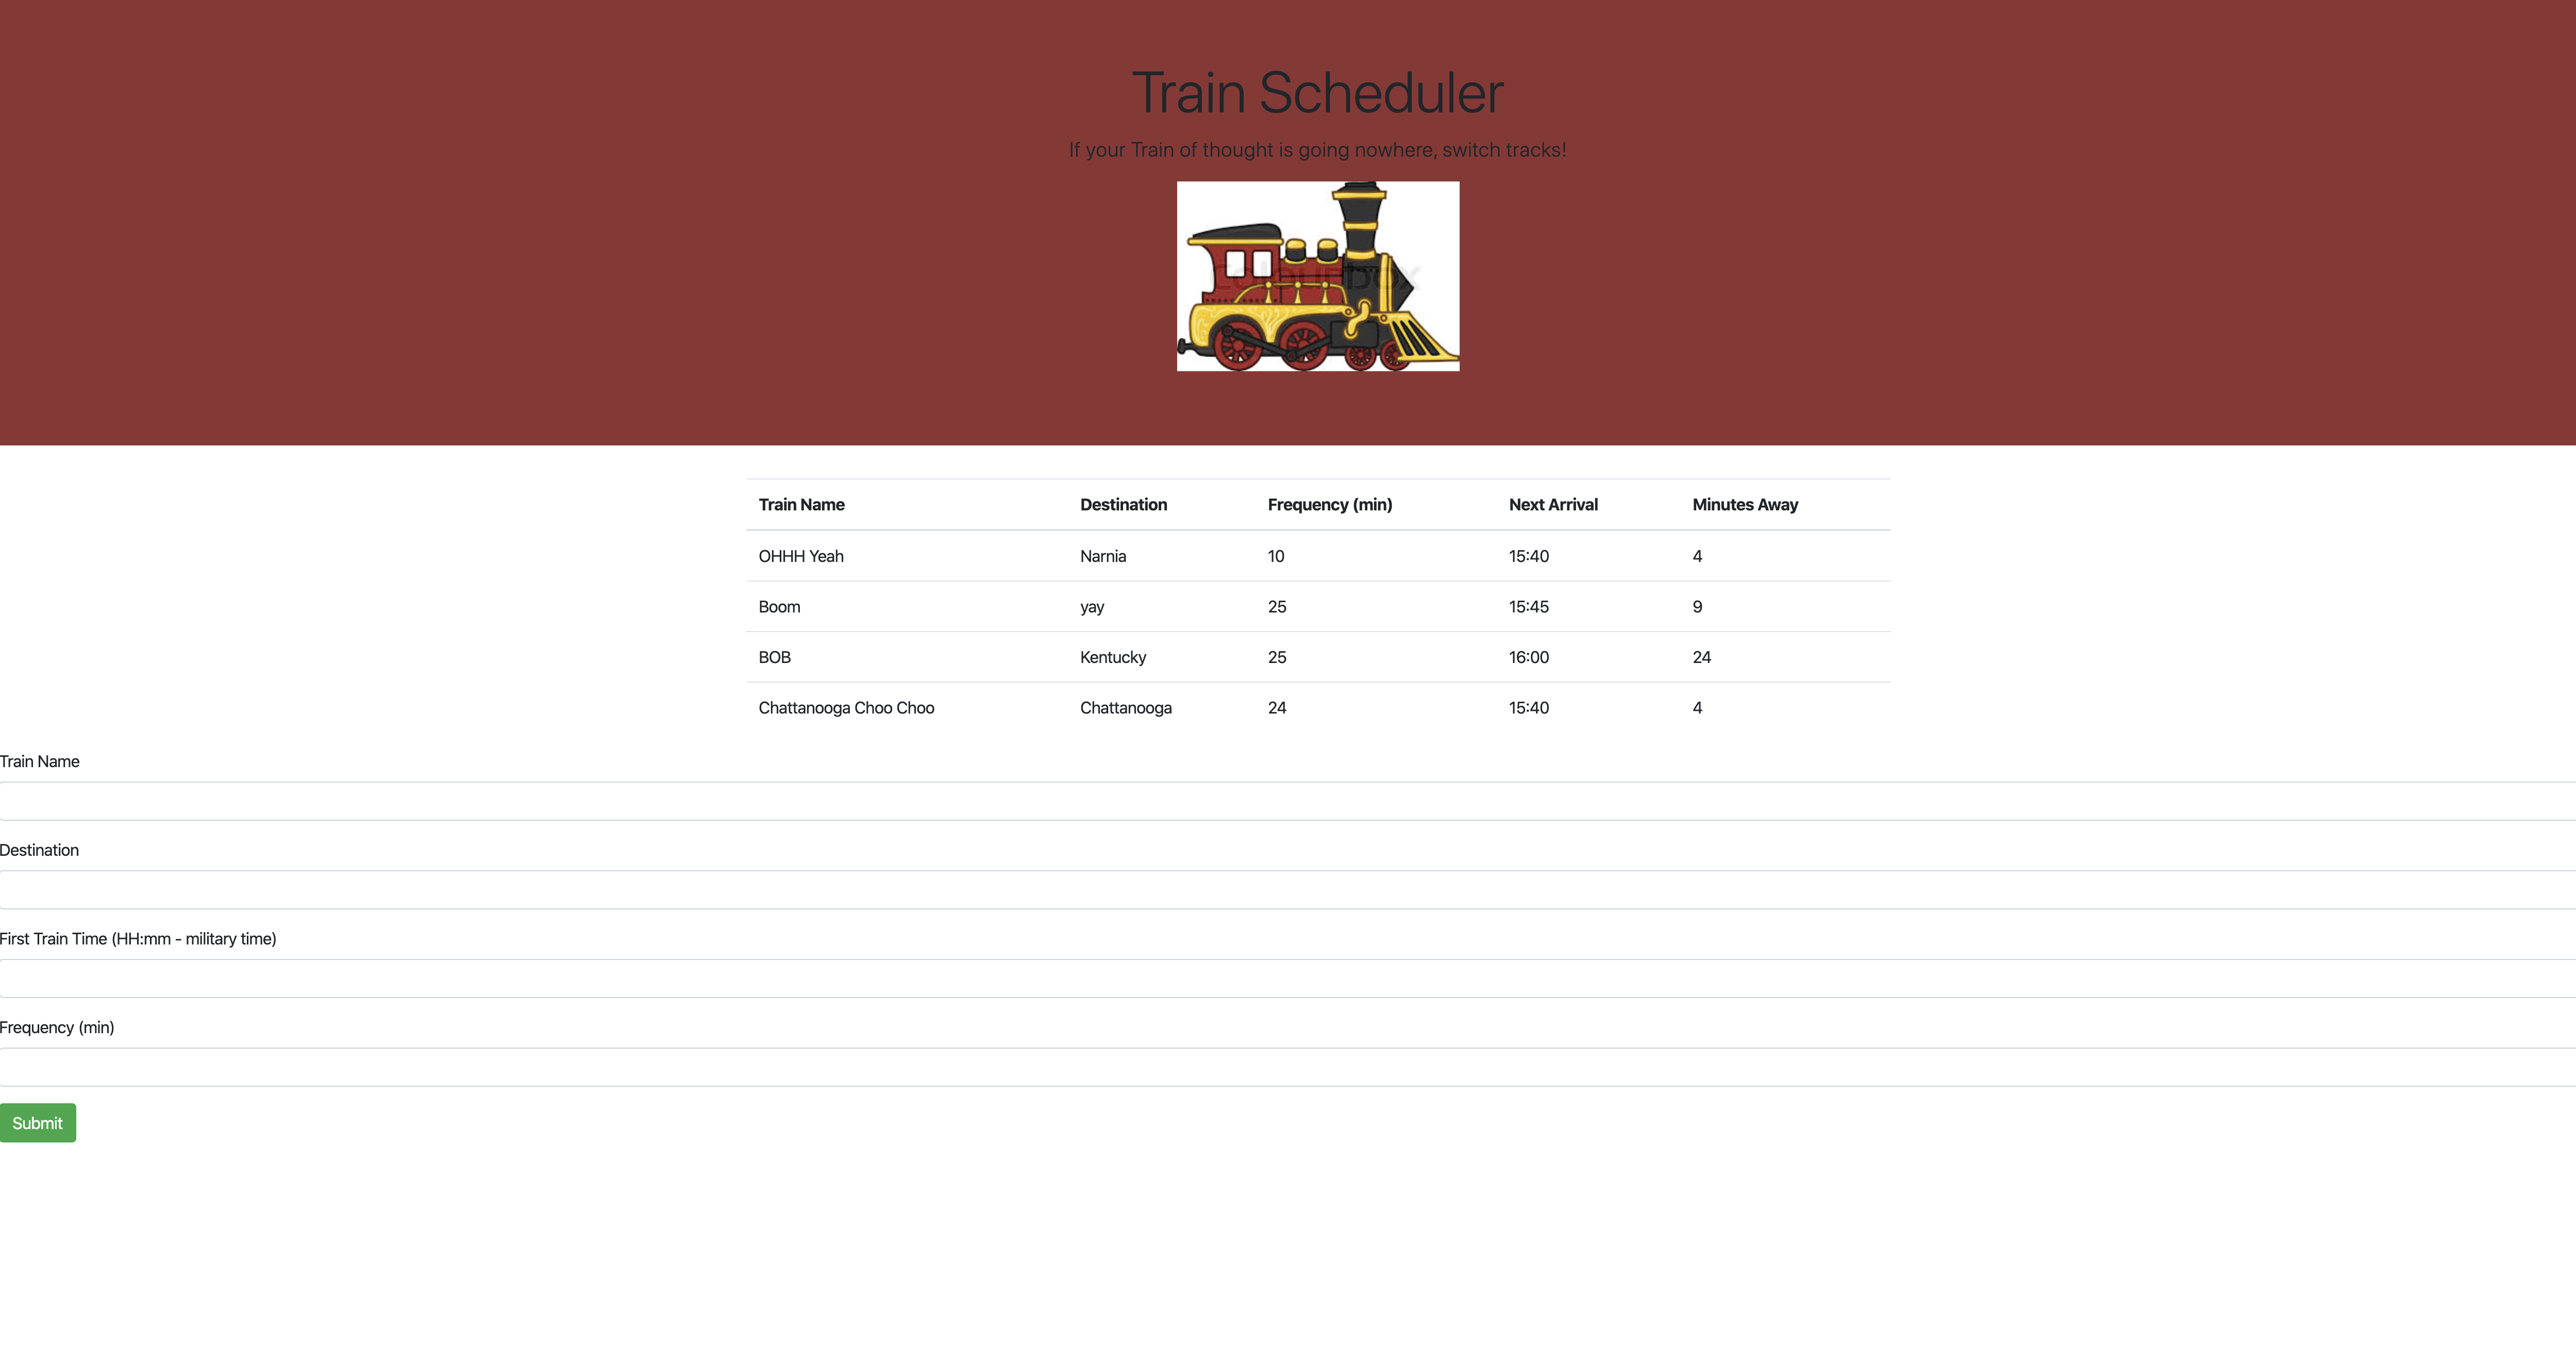 Train Scheduler
If your Train of thought is going nowhere, switch tracks!
colourbox
Train Name Destination Frequency (min) Next Arrival Minutes Away
OHHH Yeah Narnia 10 15:40 4
Boom yay 25 15:45 9
BOB Kentucky 25 16:00 24
Chattanooga Choo Choo Chattanooga 24 15:40 4
Train Name
Destination
First Train Time (HH:mm - military time)
Frequency (min)
Submit